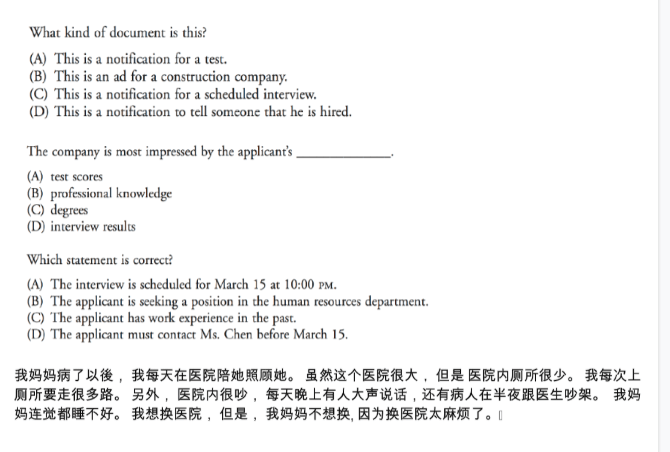 What kind of document is this?
(A) This is a notification for a test.
(B) This is an ad for a construction company.
(C) This is a notification for a scheduled interview.
(D) This is a notification to tell someone that he is hired.
The company is most impressed by the applicant's ______________.
(A) test scores
(B) professional knowledge
(C) degrees
(D) interview results
Which statement is correct?
(A) The interview is scheduled for March 15 at 10:00 PM.
(B) The applicant is seeking a position in the human resources department.
(C) The applicant has work experience in the past.
(D) The applicant must contact Ms. Chen before March 15.
我妈妈病了以後，我每天在医院陪她照顾她。虽然这个医院很大，但是 医院内厕所很少。我每次上
厕所要走很多路。另外，医院内很吵，每天晚上有人大声说话，还有病人在半夜跟医生吵架。 我妈
妈连觉都睡不好。我想换医院，但是，我妈妈不想换, 因为换医院太麻烦了。